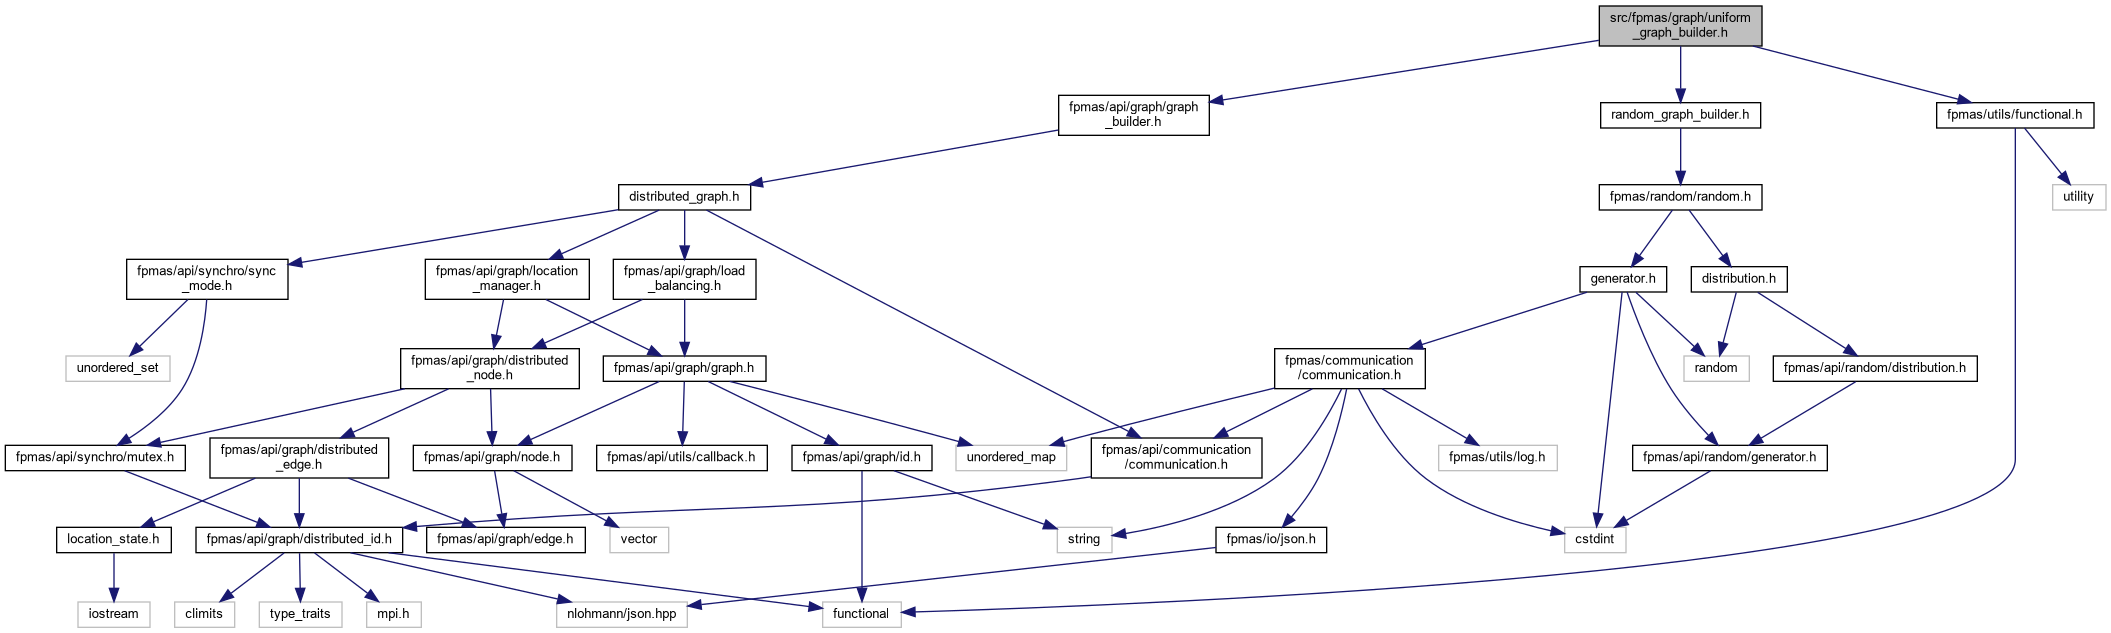 src/fpmas/graph/uniform
_graph_builder.h
fpmas/api/graph/graph
_builder.h
random_graph_builder.h
fpmas/utils/functional.h
distributed_graph.h
fpmas/random/random.h
utility
fpmas/api/synchro/sync
_mode.h
fpmas/api/graph/location
_manager.h
fpmas/api/graph/load
_balancing.h
generator.h
distribution.h
unordered_set
fpmas/api/graph/distributed
_node.h
fpmas/api/graph/graph.h
fpmas/communication
/communication.h
random
fpmas/api/random/distribution.h
fpmas/api/synchro/mutex.h
fpmas/api/graph/distributed
_edge.h
fpmas/api/graph/node.h
fpmas/api/utils/callback.h
fpmas/api/graph/id.h
unordered_map
fpmas/api/communication
/communication.h
fpmas/utils/log.h
fpmas/api/random/generator.h
location_state.h
fpmas/api/graph/distributed_id.h
fpmas/api/graph/edge.h
vector
string
fpmas/io/json.h
cstdint
iostream
climits
type_traits
mpi.h
nlohmann/json.hpp
functional